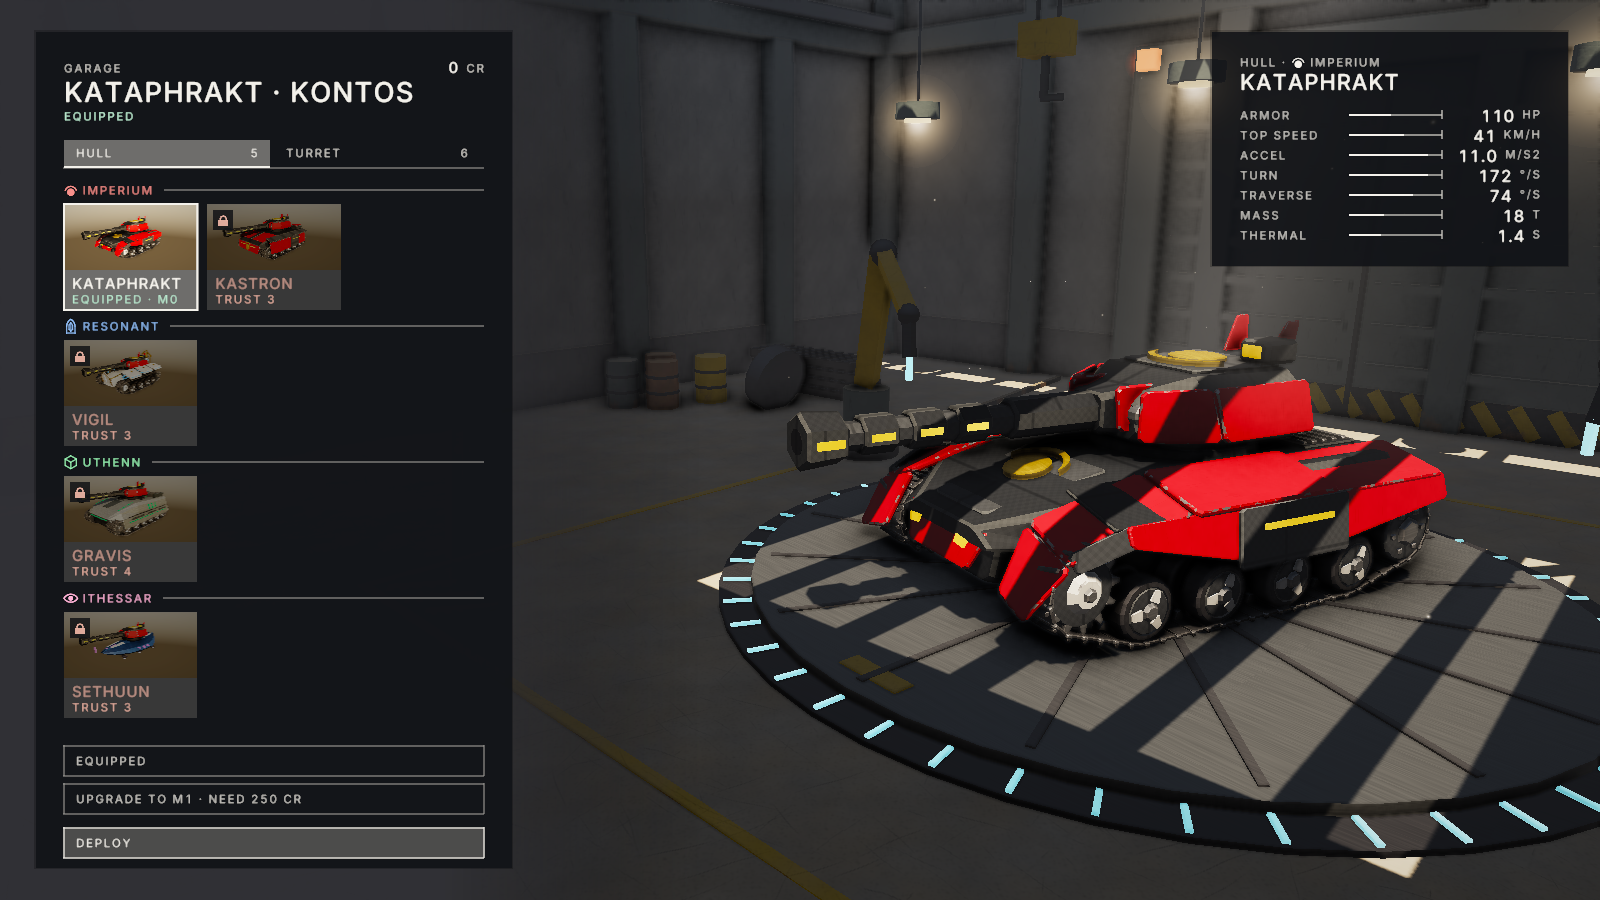 GARAGE
0 CR
KATAPHRAKT · KONTOS
EQUIPPED
HULL 5
TURRET 6
IMPERIUM
KATAPHRAKT
EQUIPPED · M0
KASTRON
TRUST 3
RESONANT
VIGIL
TRUST 3
UTHENN
GRAVIS
TRUST 4
ITHESSAR
SETHUUN
TRUST 3
EQUIPPED
UPGRADE TO M1 · NEED 250 CR
DEPLOY
HULL · IMPERIUM
KATAPHRAKT
ARMOR 110 HP
TOP SPEED 41 KM/H
ACCEL 11.0 M/S2
TURN 172 °/S
TRAVERSE 74 °/S
MASS 18 T
THERMAL 1.4 S